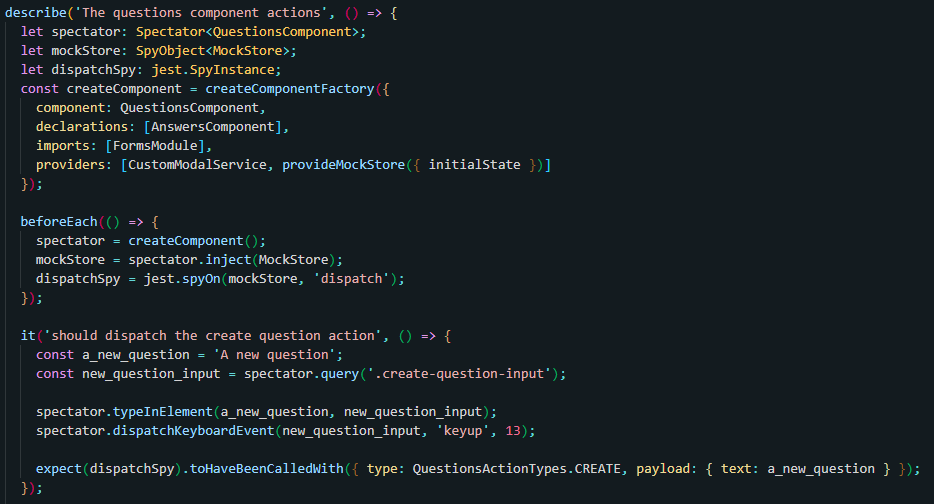 describe('The questions component actions', () => {
  let spectator: Spectator<QuestionsComponent>;
  let mockStore: SpyObject<MockStore>;
  let dispatchSpy: jest.SpyInstance;
  const createComponent = createComponentFactory({
    component: QuestionsComponent,
    declarations: [AnswersComponent],
    imports: [FormsModule],
    providers: [CustomModalService, provideMockStore({ initialState })]
  });

  beforeEach(() => {
    spectator = createComponent();
    mockStore = spectator.inject(MockStore);
    dispatchSpy = jest.spyOn(mockStore, 'dispatch');
  });

  it('should dispatch the create question action', () => {
    const a_new_question = 'A new question';
    const new_question_input = spectator.query('.create-question-input');

    spectator.typeInElement(a_new_question, new_question_input);
    spectator.dispatchKeyboardEvent(new_question_input, 'keyup', 13);

    expect(dispatchSpy).toHaveBeenCalledWith({ type: QuestionsActionTypes.CREATE, payload: { text: a_new_question } });
  });